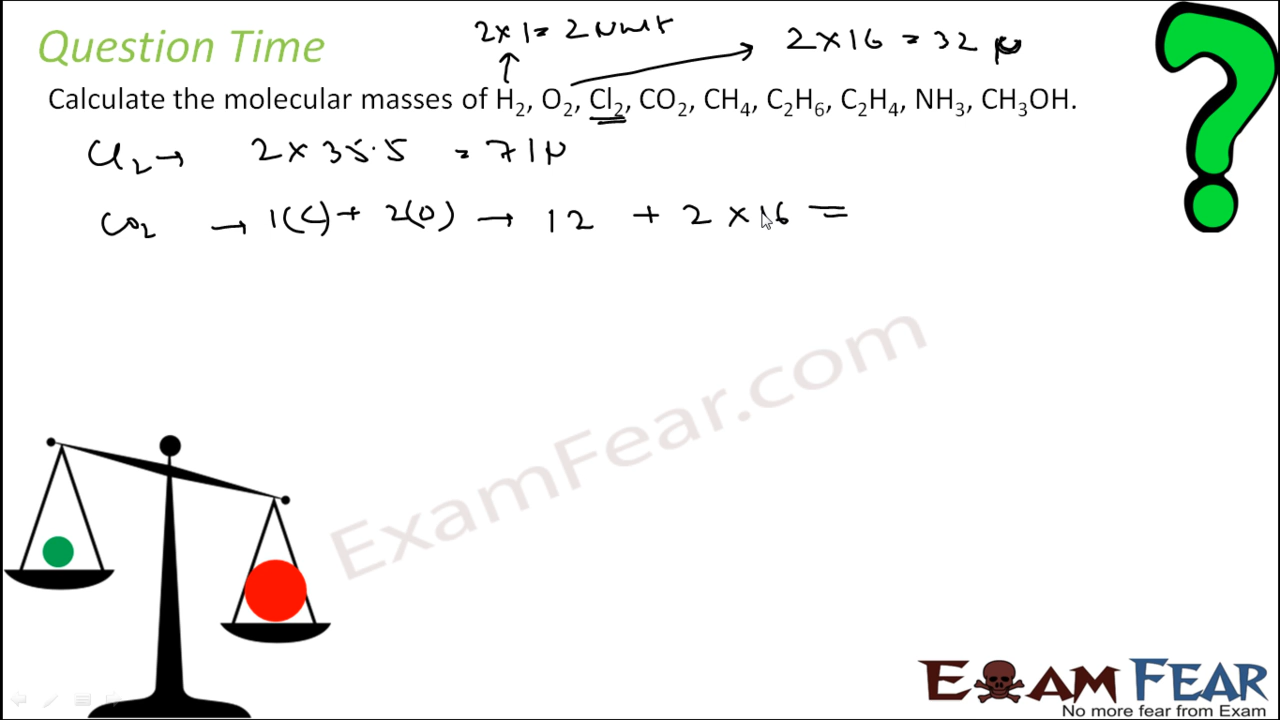 Question Time
2 × 1 = 2 Unit
2 × 16 = 32 u
Calculate the molecular masses of H₂, O₂, Cl₂, CO₂, CH₄, C₂H₆, C₂H₄, NH₃, CH₃OH.
Cl₂ → 2 × 35.5 = 71 u
CO₂ → 1(C) + 2(O) → 12 + 2 × 16 =
ExamFear.com
EXAM FEAR
No more fear from Exam